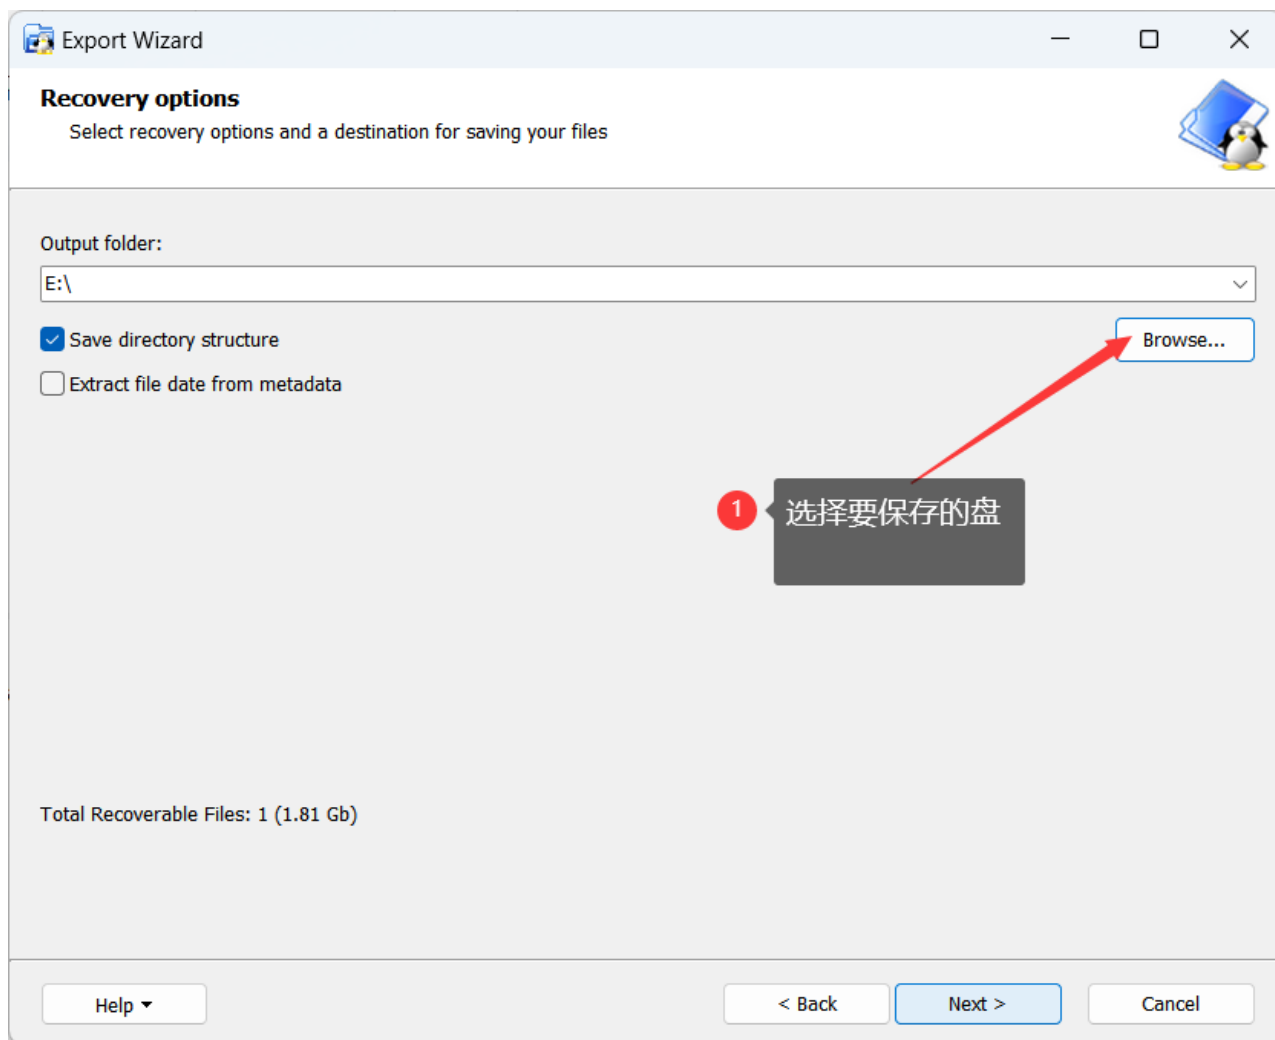 Export Wizard
Recovery options
Select recovery options and a destination for saving your files
Output folder:
E:\
Save directory structure
Browse...
Extract file date from metadata
1
选择要保存的盘
Total Recoverable Files: 1 (1.81 Gb)
Help
< Back
Next >
Cancel